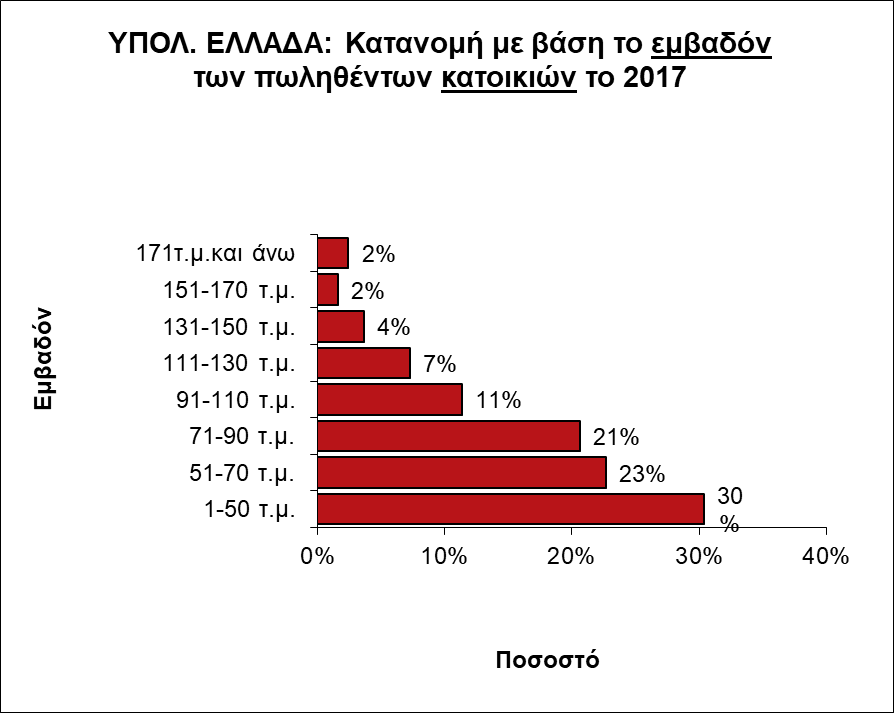 ΥΠΟΛ. ΕΛΛΑΔΑ: Κατανομή με βάση το εμβαδόν
των πωληθέντων κατοικιών το 2017
Εμβαδόν
171τ.μ.και άνω 2%
151-170 τ.μ. 2%
131-150 τ.μ. 4%
111-130 τ.μ. 7%
91-110 τ.μ. 11%
71-90 τ.μ. 21%
51-70 τ.μ. 23%
1-50 τ.μ. 30
%
0% 10% 20% 30% 40%
Ποσοστό